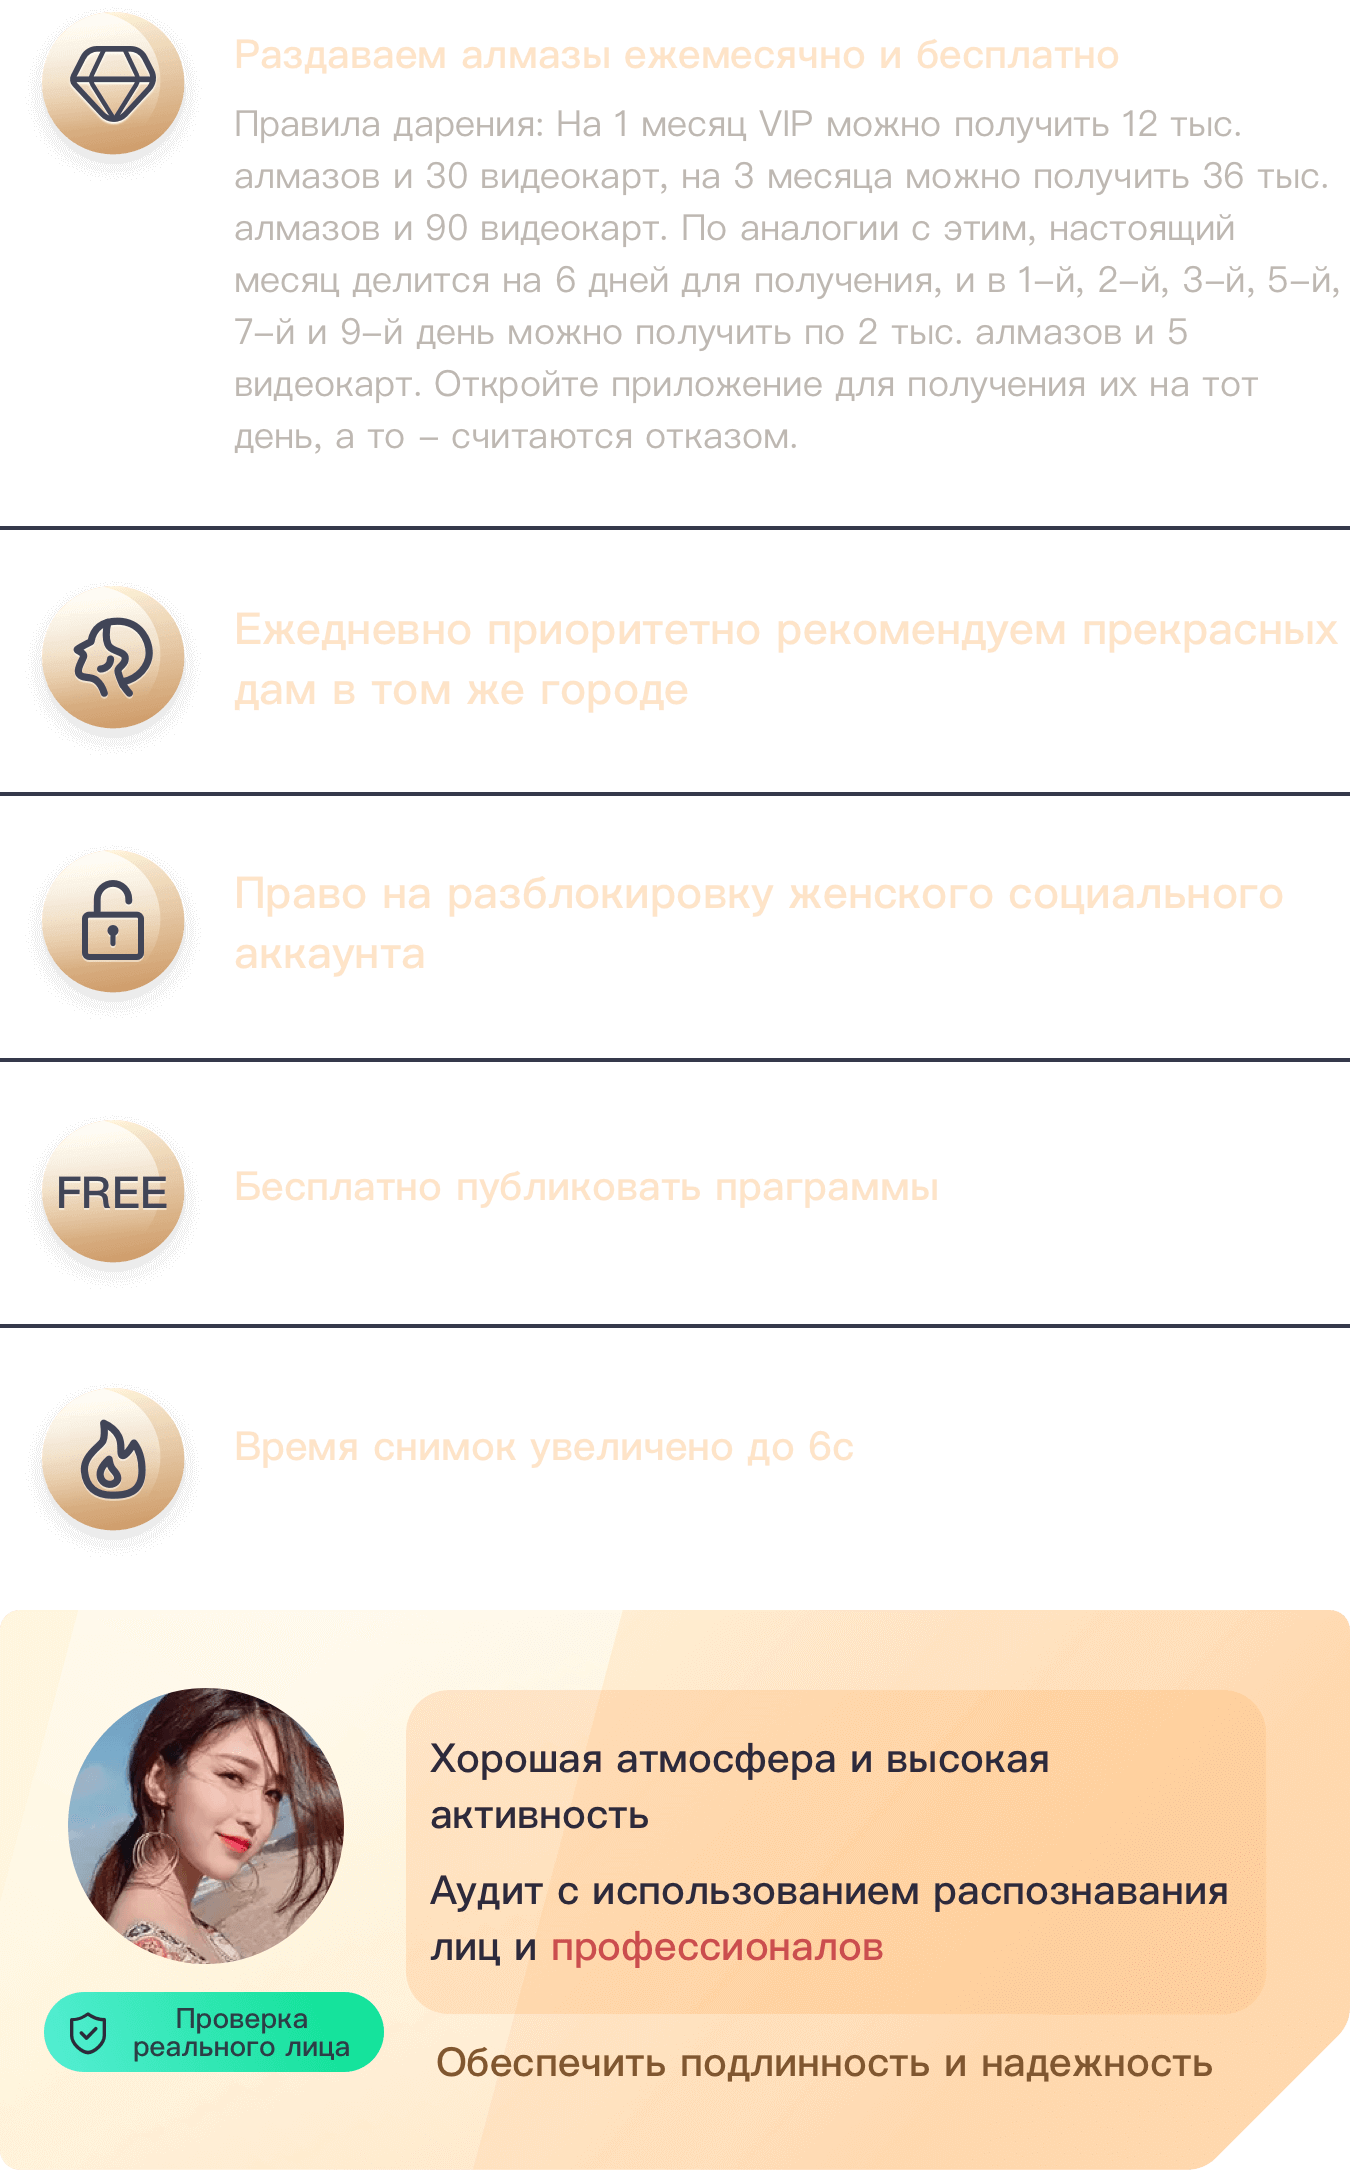 Раздаваем алмазы ежемесячно и бесплатно
Правила дарения: На 1 месяц VIP можно получить 12 тыс.
алмазов и 30 видеокарт, на 3 месяца можно получить 36 тыс.
алмазов и 90 видеокарт. По аналогии с этим, настоящий
месяц делится на 6 дней для получения, и в 1–й, 2–й, 3–й, 5–й,
7–й и 9–й день можно получить по 2 тыс. алмазов и 5
видеокарт. Откройте приложение для получения их на тот
день, а то – считаются отказом.
Ежедневно приоритетно рекомендуем прекрасных
дам в том же городе
Право на разблокировку женского социального
аккаунта
FREE
Бесплатно публиковать праграммы
Время снимок увеличено до 6с
Хорошая атмосфера и высокая
активность
Аудит с использованием распознавания
лиц и профессионалов
Проверка
реального лица
Обеспечить подлинность и надежность